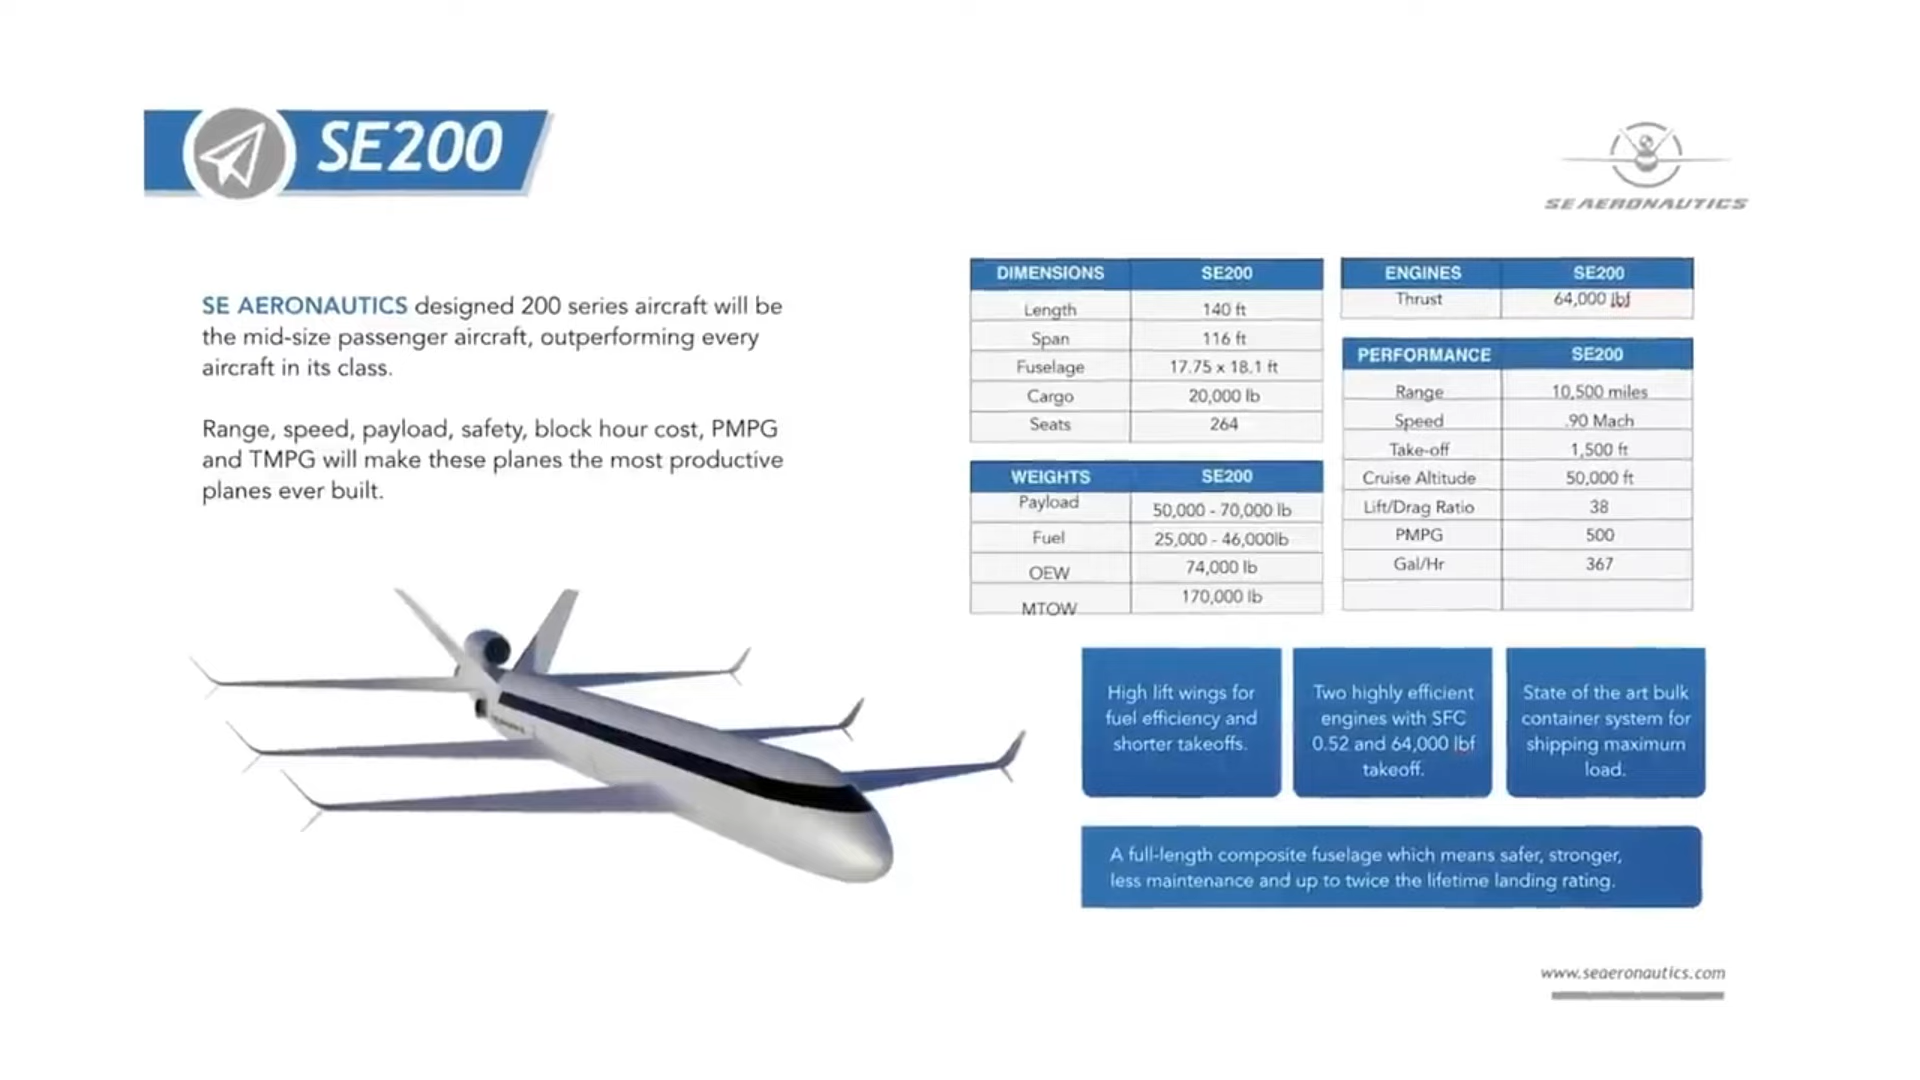 SE200
SE AERONAUTICS
SE AERONAUTICS designed 200 series aircraft will be
the mid-size passenger aircraft, outperforming every
aircraft in its class.
Range, speed, payload, safety, block hour cost, PMPG
and TMPG will make these planes the most productive
planes ever built.
DIMENSIONS SE200
Length 140 ft
Span 116 ft
Fuselage 17.75 x 18.1 ft
Cargo 20,000 lb
Seats 264
WEIGHTS SE200
Payload 50,000 - 70,000 lb
Fuel 25,000 - 46,000lb
OEW 74,000 lb
MTOW 170,000 lb
ENGINES SE200
Thrust 64,000 lbf
PERFORMANCE SE200
Range 10,500 miles
Speed .90 Mach
Take-off 1,500 ft
Cruise Altitude 50,000 ft
Lift/Drag Ratio 38
PMPG 500
Gal/Hr 367
High lift wings for
fuel efficiency and
shorter takeoffs.
Two highly efficient
engines with SFC
0.52 and 64,000 lbf
takeoff.
State of the art bulk
container system for
shipping maximum
load.
A full-length composite fuselage which means safer, stronger,
less maintenance and up to twice the lifetime landing rating.
www.seaeronautics.com